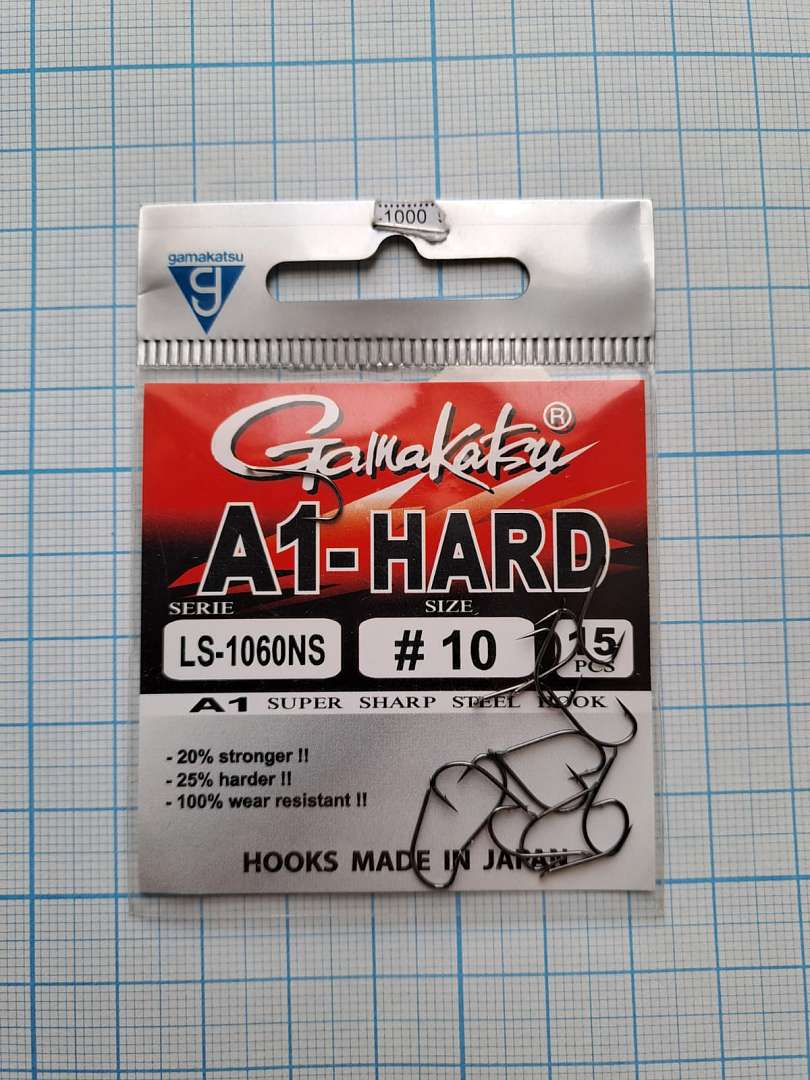 1000
gamakatsu
g
Gamakatsu®
A1-HARD
SERIE SIZE
LS-1060NS #10 15
PCS
A1 SUPER SHARP STEEL HOOK
- 20% stronger !!
- 25% harder !!
- 100% wear resistant !!
HOOKS MADE IN JAPAN